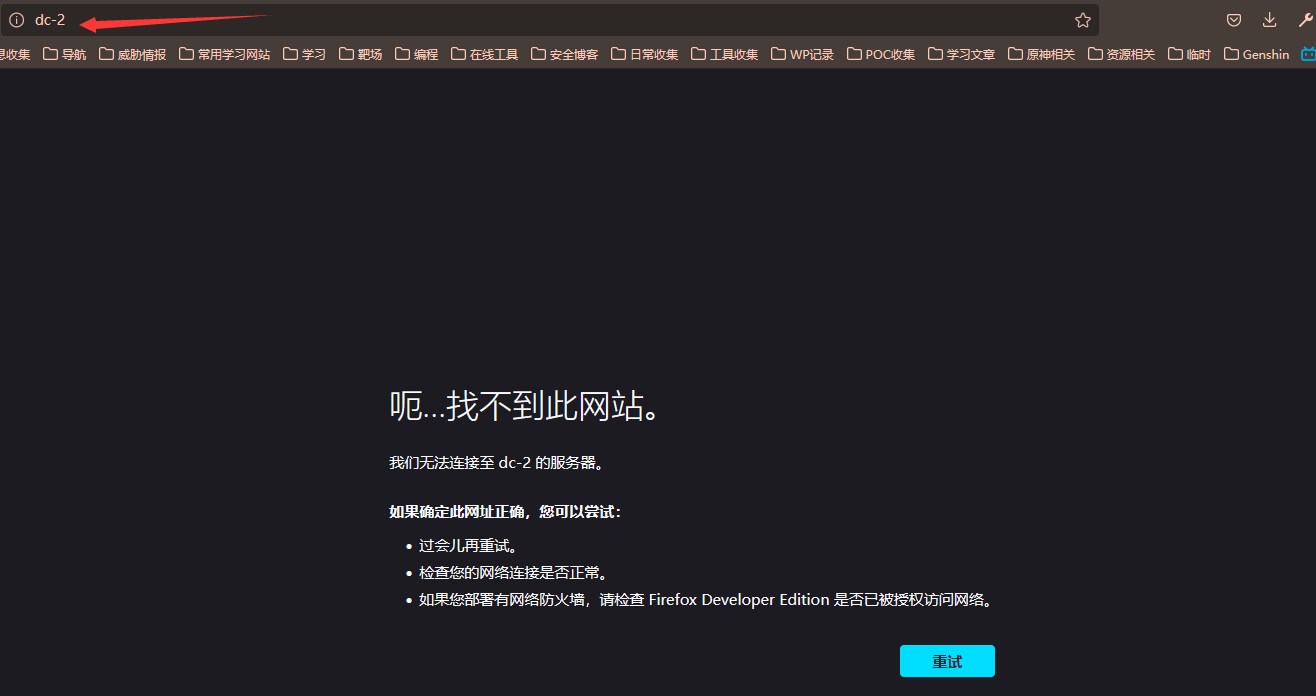 dc-2
想收集 导航 威胁情报 常用学习网站 学习 靶场 编程 在线工具 安全博客 日常收集 工具收集 WP记录 POC收集 学习文章 原神相关 资源相关 临时 Genshin
呃…找不到此网站。
我们无法连接至 dc-2 的服务器。
如果确定此网址正确，您可以尝试：
• 过会儿再重试。
• 检查您的网络连接是否正常。
• 如果您部署有网络防火墙，请检查 Firefox Developer Edition 是否已被授权访问网络。
重试